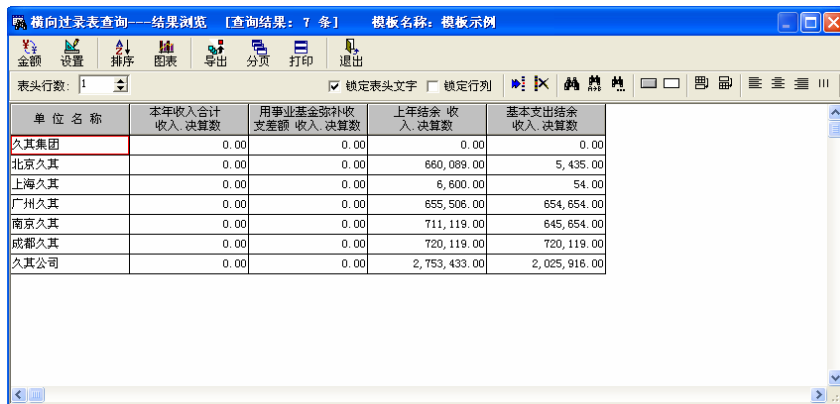 横向过录表查询---结果浏览 [查询结果: 7 条] 模板名称: 模板示例
金额 设置 排序 图表 导出 分页 打印 退出
表头行数: 1 锁定表头文字 锁定行列
单 位 名 称 本年收入合计 收入.决算数 用事业基金弥补收支差额 收入.决算数 上年结余 收入.决算数 基本支出结余 收入.决算数
久其集团 0.00 0.00 0.00 0.00
北京久其 0.00 0.00 660,089.00 5,435.00
上海久其 0.00 0.00 6,600.00 54.00
广州久其 0.00 0.00 655,506.00 654,654.00
南京久其 0.00 0.00 711,119.00 645,654.00
成都久其 0.00 0.00 720,119.00 720,119.00
久其公司 0.00 0.00 2,753,433.00 2,025,916.00